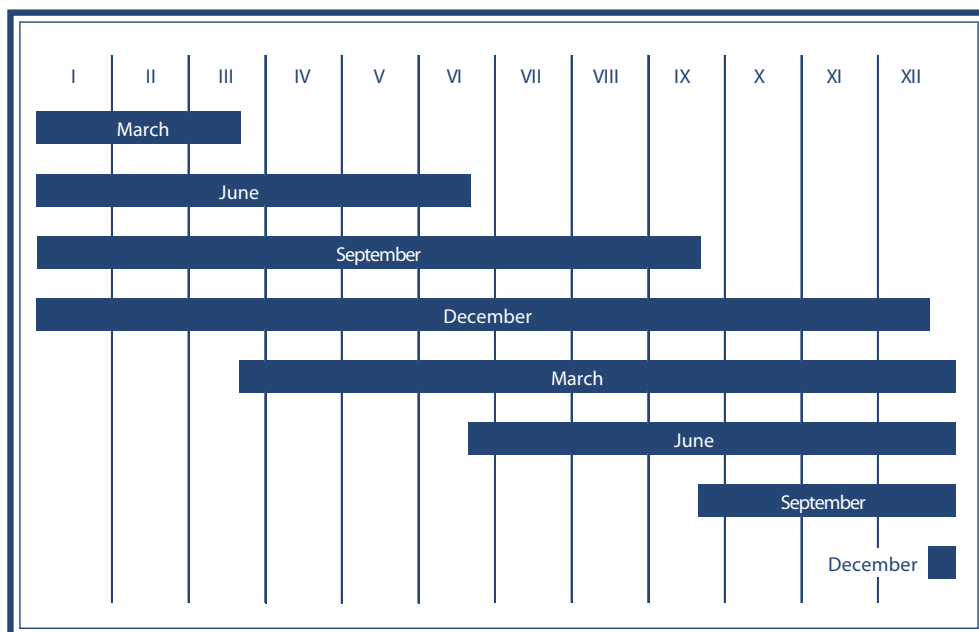 I II III IV V VI VII VIII IX X XI XII
March
June
September
December
March
June
September
December